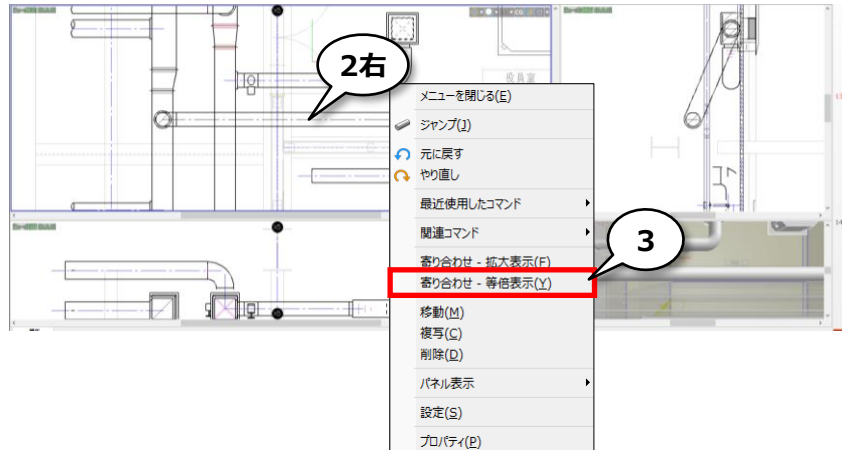 2右
役員室
メニューを閉じる(E)
ジャンプ(J)
元に戻す
やり直し
最近使用したコマンド
関連コマンド
3
寄り合わせ - 拡大表示(F)
寄り合わせ - 等倍表示(Y)
移動(M)
複写(C)
削除(D)
パネル表示
設定(S)
プロパティ(P)